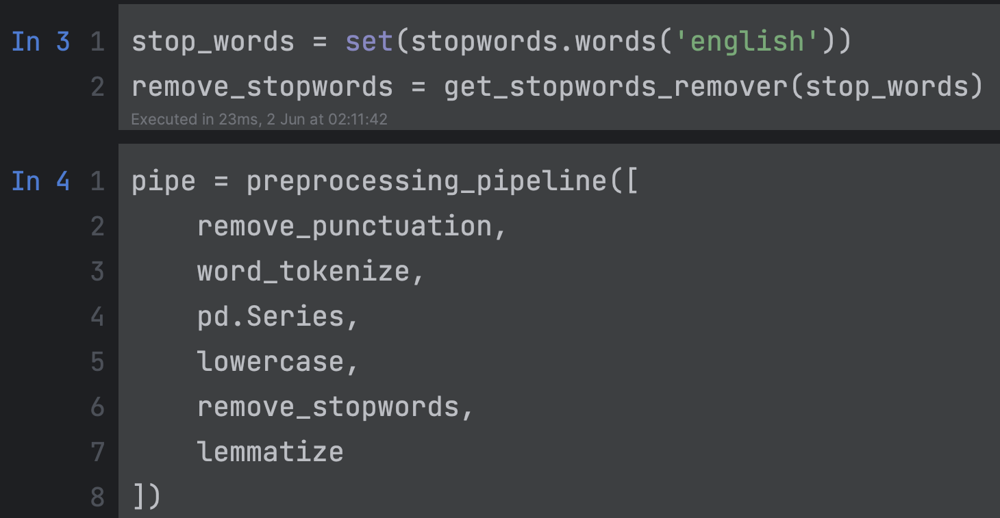 In 3 1 stop_words = set(stopwords.words('english'))
2 remove_stopwords = get_stopwords_remover(stop_words)
Executed in 23ms, 2 Jun at 02:11:42
In 4 1 pipe = preprocessing_pipeline([
2     remove_punctuation,
3     word_tokenize,
4     pd.Series,
5     lowercase,
6     remove_stopwords,
7     lemmatize
8 ])